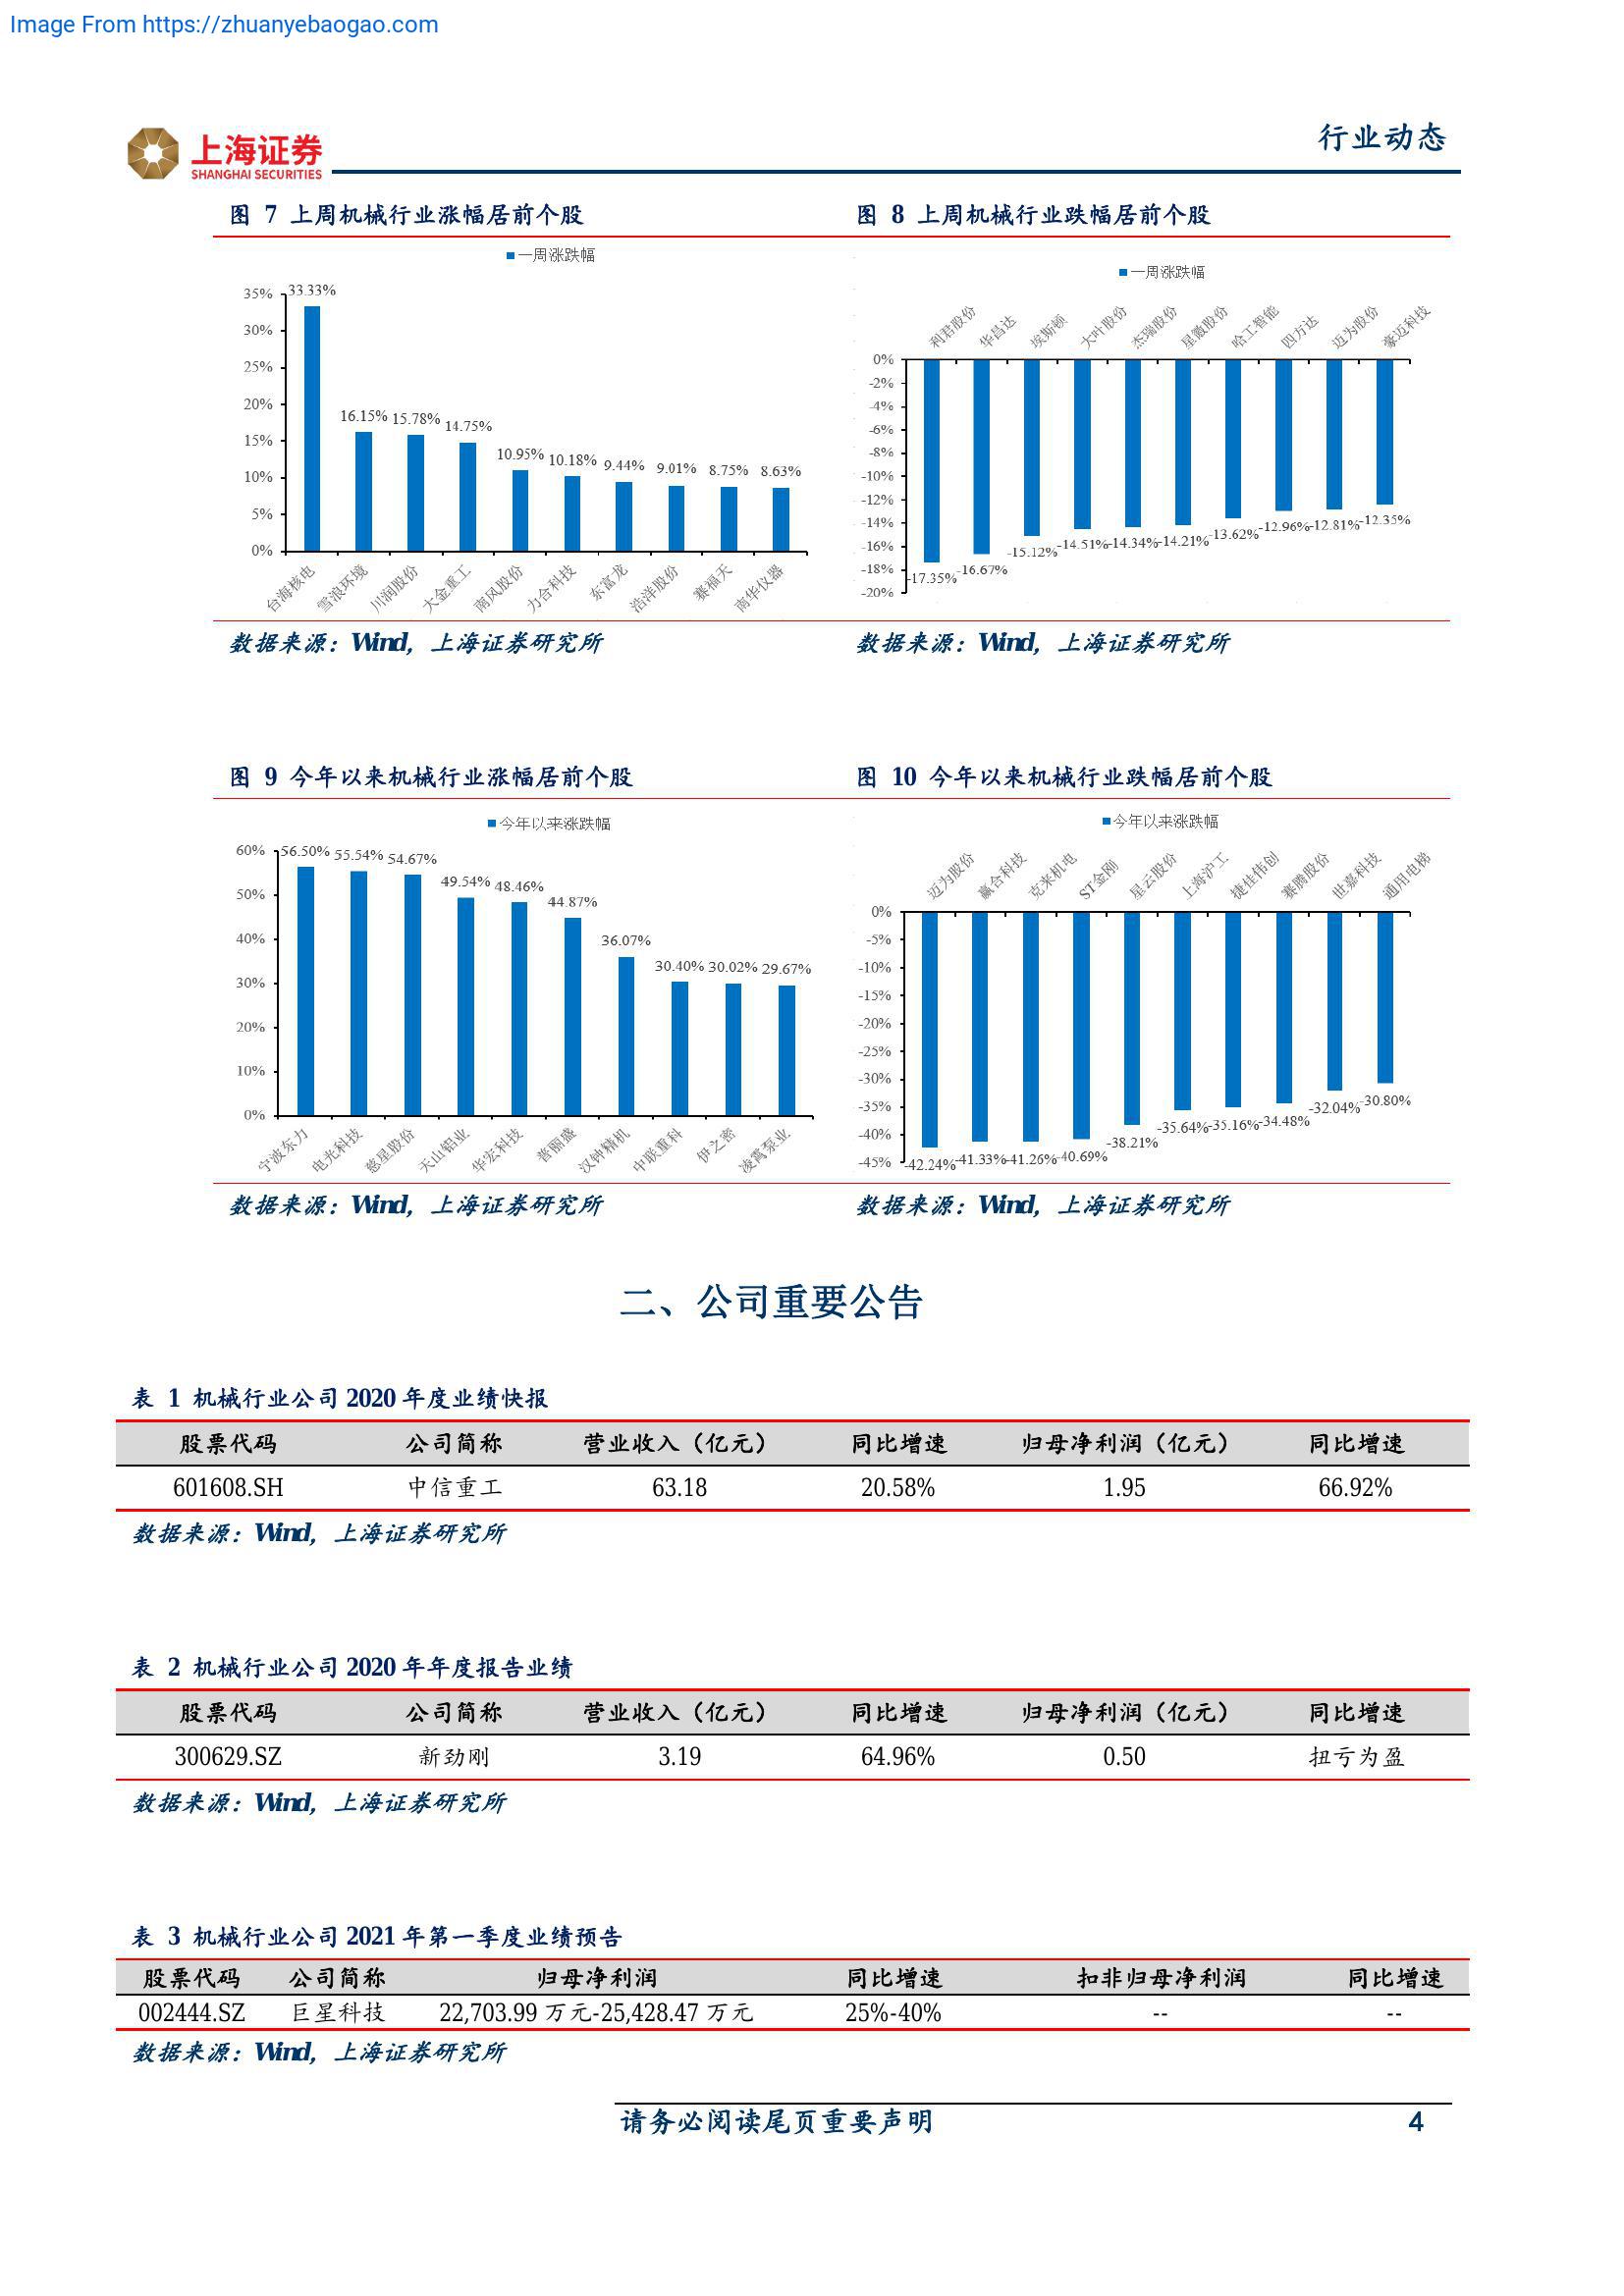 Image From https://zhuanyebaogao.com
上海证券
SHANGHAI SECURITIES
行业动态
图 7 上周机械行业涨幅居前个股
一周涨跌幅
35%
30%
25%
20%
15%
10%
5%
0%
33.33%
16.15%
15.78%
14.75%
10.95%
10.18%
9.44%
9.01%
8.75%
8.63%
台海核电
雪浪环境
川润股份
大金重工
南风股份
力合科技
东富龙
浩洋股份
赛福天
南华仪器
数据来源：Wind，上海证券研究所
图 8 上周机械行业跌幅居前个股
一周涨跌幅
利君股份
华昌达
埃斯顿
大叶股份
杰瑞股份
星徽股份
哈工智能
四方达
迈为股份
豪迈科技
0%
-2%
-4%
-6%
-8%
-10%
-12%
-14%
-16%
-18%
-20%
-17.35%
-16.67%
-15.12%
-14.51%
-14.34%
-14.21%
-13.62%
-12.96%
-12.81%
-12.35%
数据来源：Wind，上海证券研究所
图 9 今年以来机械行业涨幅居前个股
今年以来涨跌幅
60%
50%
40%
30%
20%
10%
0%
56.50%
55.54%
54.67%
49.54%
48.46%
44.87%
36.07%
30.40%
30.02%
29.67%
宁波东力
电光科技
慈星股份
天山铝业
华宏科技
普丽盛
汉钟精机
中联重科
伊之密
凌霄泵业
数据来源：Wind，上海证券研究所
图 10 今年以来机械行业跌幅居前个股
今年以来涨跌幅
迈为股份
赢合科技
克来机电
ST金刚
星云股份
上海沪工
捷佳伟创
赛腾股份
世嘉科技
通用电梯
0%
-5%
-10%
-15%
-20%
-25%
-30%
-35%
-40%
-45%
-42.24%
-41.33%
-41.26%
-40.69%
-38.21%
-35.64%
-35.16%
-34.48%
-32.04%
-30.80%
数据来源：Wind，上海证券研究所
二、公司重要公告
表 1 机械行业公司 2020 年度业绩快报
股票代码 公司简称 营业收入（亿元） 同比增速 归母净利润（亿元） 同比增速
601608.SH 中信重工 63.18 20.58% 1.95 66.92%
数据来源：Wind，上海证券研究所
表 2 机械行业公司 2020 年年度报告业绩
股票代码 公司简称 营业收入（亿元） 同比增速 归母净利润（亿元） 同比增速
300629.SZ 新劲刚 3.19 64.96% 0.50 扭亏为盈
数据来源：Wind，上海证券研究所
表 3 机械行业公司 2021 年第一季度业绩预告
股票代码 公司简称 归母净利润 同比增速 扣非归母净利润 同比增速
002444.SZ 巨星科技 22,703.99 万元-25,428.47 万元 25%-40% -- --
数据来源：Wind，上海证券研究所
请务必阅读尾页重要声明 4